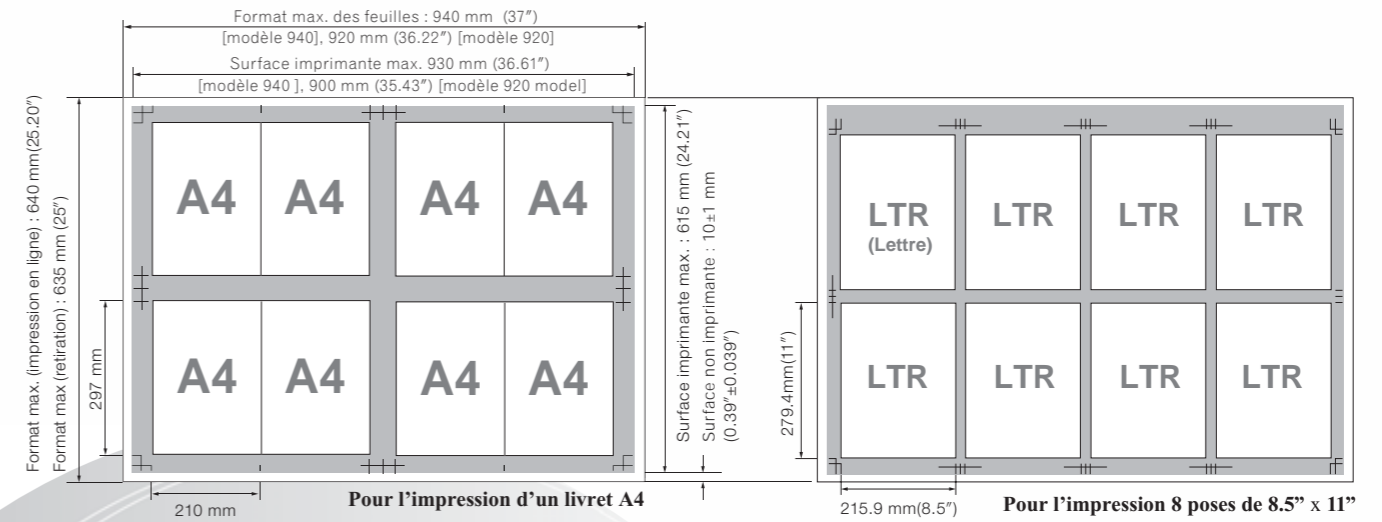 Format max. des feuilles : 940 mm (37″)
[modèle 940], 920 mm (36.22″) [modèle 920]
Surface imprimante max. 930 mm (36.61″)
[modèle 940 ], 900 mm (35.43″) [modèle 920 model]
Format max. (impression en ligne) : 640 mm(25.20″)
Format max (retiration) : 635 mm (25″)
297 mm
A4 A4 A4 A4
A4 A4 A4 A4
210 mm
Pour l’impression d’un livret A4
Surface imprimante max. : 615 mm (24.21″)
Surface non imprimante : 10±1 mm
(0.39″±0.039″)
279.4mm(11″)
LTR LTR LTR LTR
(Lettre)
LTR LTR LTR LTR
215.9 mm(8.5″)
Pour l’impression 8 poses de 8.5” x 11”